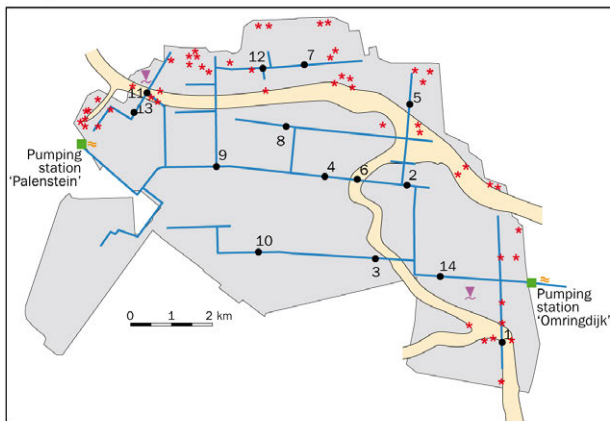 12
7
11
13
5
Pumping
station
'Palenstein'
8
9
4
6
2
10
3
14
0 1 2 km
Pumping
station
'Omringdijk'
1